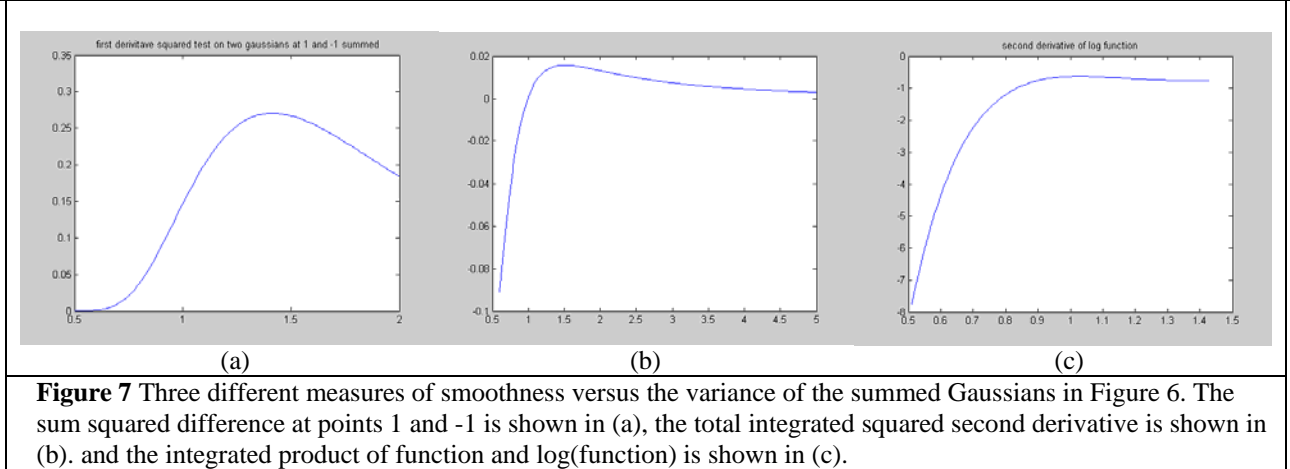 first derivitave squared test on two gaussians at 1 and -1 summed
0.35
0.3
0.25
0.2
0.15
0.1
0.05
0
0.5 1 1.5 2
(a)
0.02
0
-0.02
-0.04
-0.06
-0.08
-0.1
0.5 1 1.5 2 2.5 3 3.5 4 4.5 5
(b)
second derivative of log function
0
-1
-2
-3
-4
-5
-6
-7
-8
0.5 0.6 0.7 0.8 0.9 1 1.1 1.2 1.3 1.4 1.5
(c)
Figure 7 Three different measures of smoothness versus the variance of the summed Gaussians in Figure 6. The
sum squared difference at points 1 and -1 is shown in (a), the total integrated squared second derivative is shown in
(b). and the integrated product of function and log(function) is shown in (c).